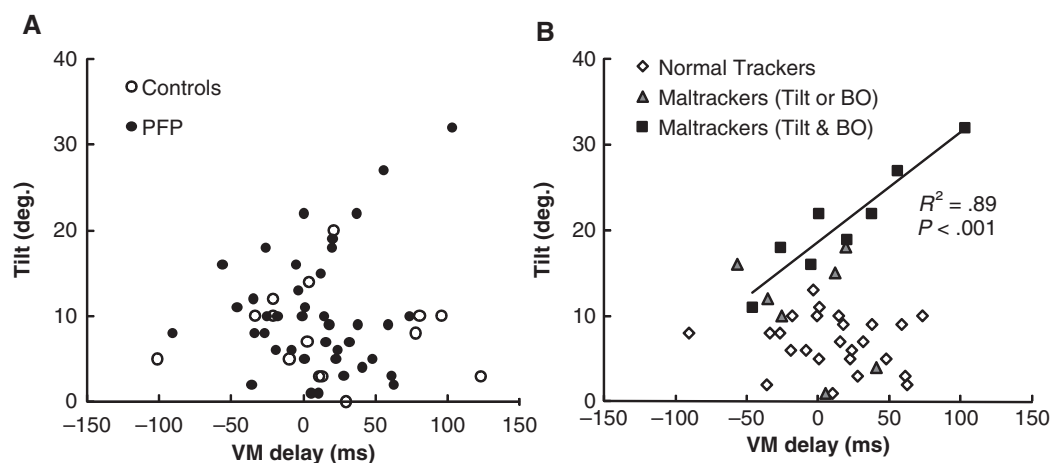 A
40
30
20
10
0
Tilt (deg.)
Controls
PFP
−150 −100 −50 0 50 100 150
VM delay (ms)
B
40
30
20
10
0
Tilt (deg.)
Normal Trackers
Maltrackers (Tilt or BO)
Maltrackers (Tilt & BO)
R² = .89
P < .001
−150 −100 −50 0 50 100 150
VM delay (ms)